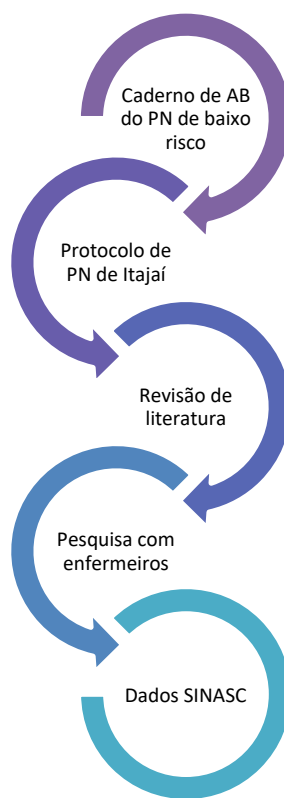 Caderno de AB
do PN de baixo
risco
Protocolo de
PN de Itajaí
Revisão de
literatura
Pesquisa com
enfermeiros
Dados SINASC